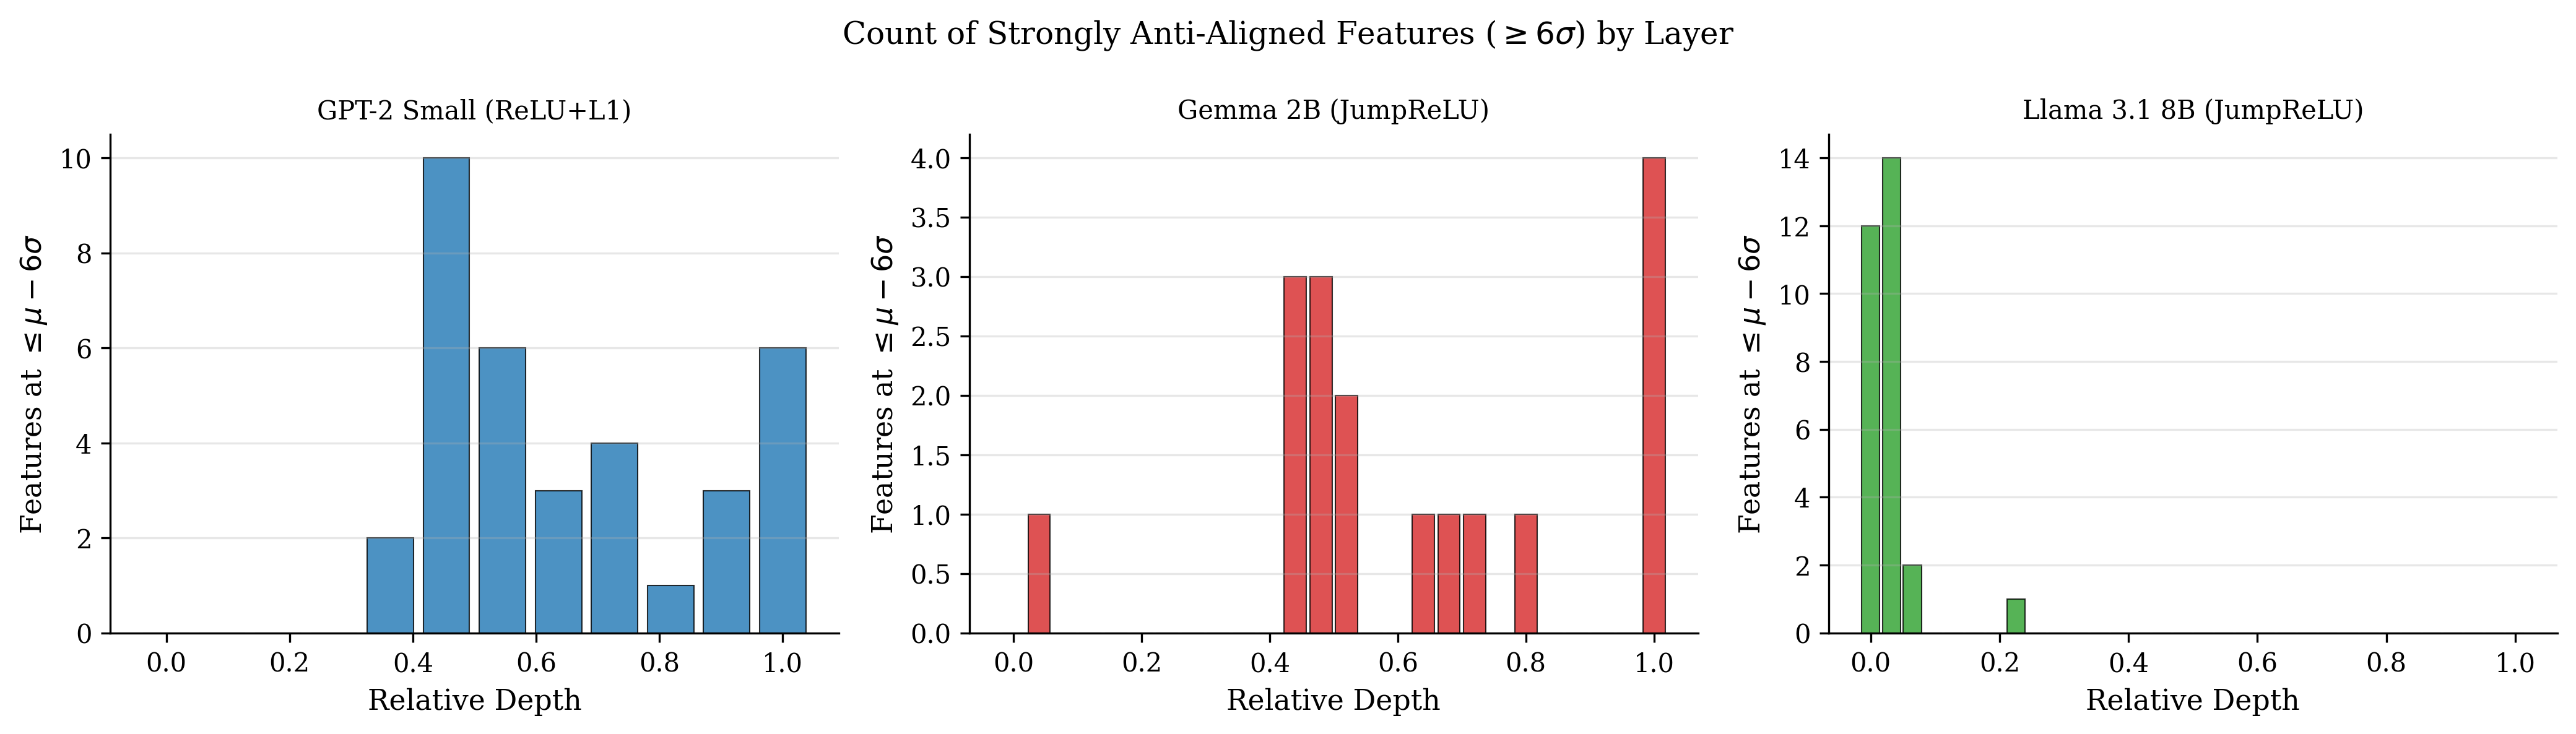 Count of Strongly Anti-Aligned Features (≥6σ) by Layer
GPT-2 Small (ReLU+L1)
Features at ≤μ−6σ
10
8
6
4
2
0
0.0 0.2 0.4 0.6 0.8 1.0
Relative Depth
Gemma 2B (JumpReLU)
Features at ≤μ−6σ
4.0
3.5
3.0
2.5
2.0
1.5
1.0
0.5
0.0
0.0 0.2 0.4 0.6 0.8 1.0
Relative Depth
Llama 3.1 8B (JumpReLU)
Features at ≤μ−6σ
14
12
10
8
6
4
2
0
0.0 0.2 0.4 0.6 0.8 1.0
Relative Depth